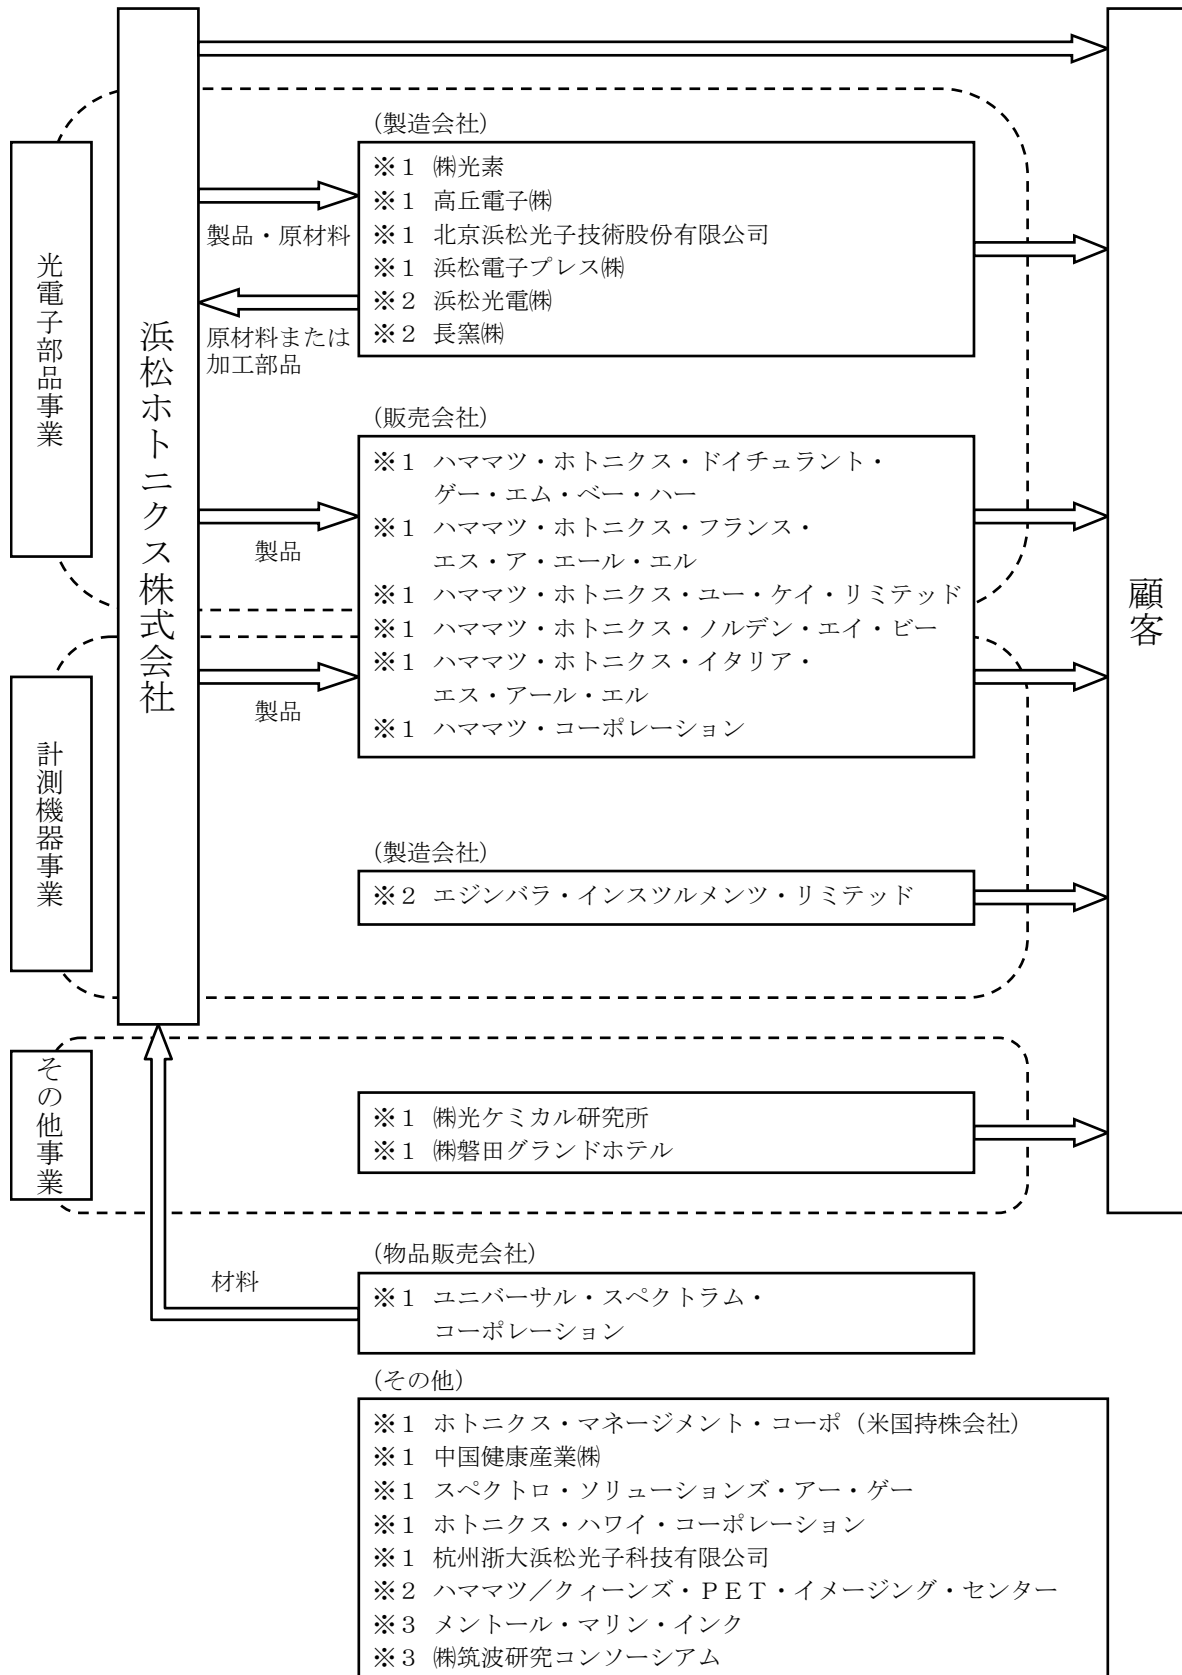 浜松ホトニクス株式会社
顧客
光電子部品事業
(製造会社)
※1 ㈱光素
※1 高丘電子㈱
※1 北京浜松光子技術股份有限公司
※1 浜松電子プレス㈱
※2 浜松光電㈱
※2 長窯㈱
製品・原材料
原材料または
加工部品
(販売会社)
※1 ハママツ・ホトニクス・ドイチュラント・
ゲー・エム・ベー・ハー
※1 ハママツ・ホトニクス・フランス・
エス・ア・エール・エル
※1 ハママツ・ホトニクス・ユー・ケイ・リミテッド
※1 ハママツ・ホトニクス・ノルデン・エイ・ビー
※1 ハママツ・ホトニクス・イタリア・
エス・アール・エル
※1 ハママツ・コーポレーション
製品
製品
計測機器事業
(製造会社)
※2 エジンバラ・インスツルメンツ・リミテッド
その他事業
※1 ㈱光ケミカル研究所
※1 ㈱磐田グランドホテル
(物品販売会社)
材料
※1 ユニバーサル・スペクトラム・
コーポレーション
(その他)
※1 ホトニクス・マネージメント・コーポ(米国持株会社)
※1 中国健康産業㈱
※1 スペクトロ・ソリューションズ・アー・ゲー
※1 ホトニクス・ハワイ・コーポレーション
※1 杭州浙大浜松光子科技有限公司
※2 ハママツ/クィーンズ・PET・イメージング・センター
※3 メントール・マリン・インク
※3 ㈱筑波研究コンソーシアム